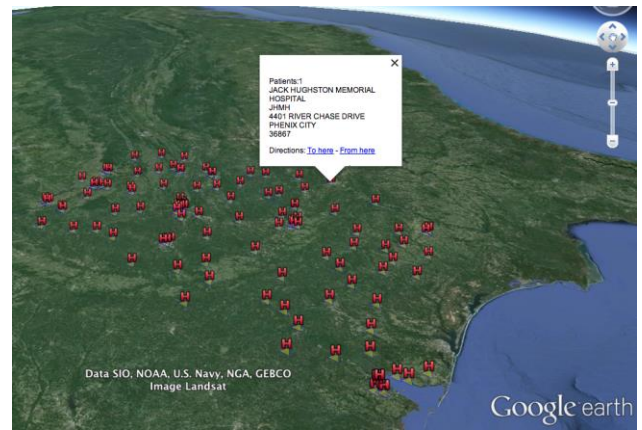 Patients:1
JACK HUGHSTON MEMORIAL
HOSPITAL
JHMH
4401 RIVER CHASE DRIVE
PHENIX CITY
36867
Directions: To here - From here
Data SIO, NOAA, U.S. Navy, NGA, GEBCO
Image Landsat
Google earth